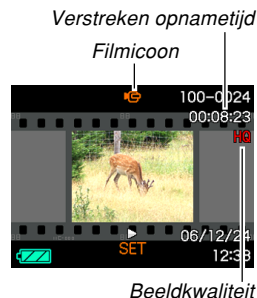 Verstreken opnametijd
Filmicoon
100-0024
00:08:23
HQ
06/12/24
SET
12:38
Beeldkwaliteit